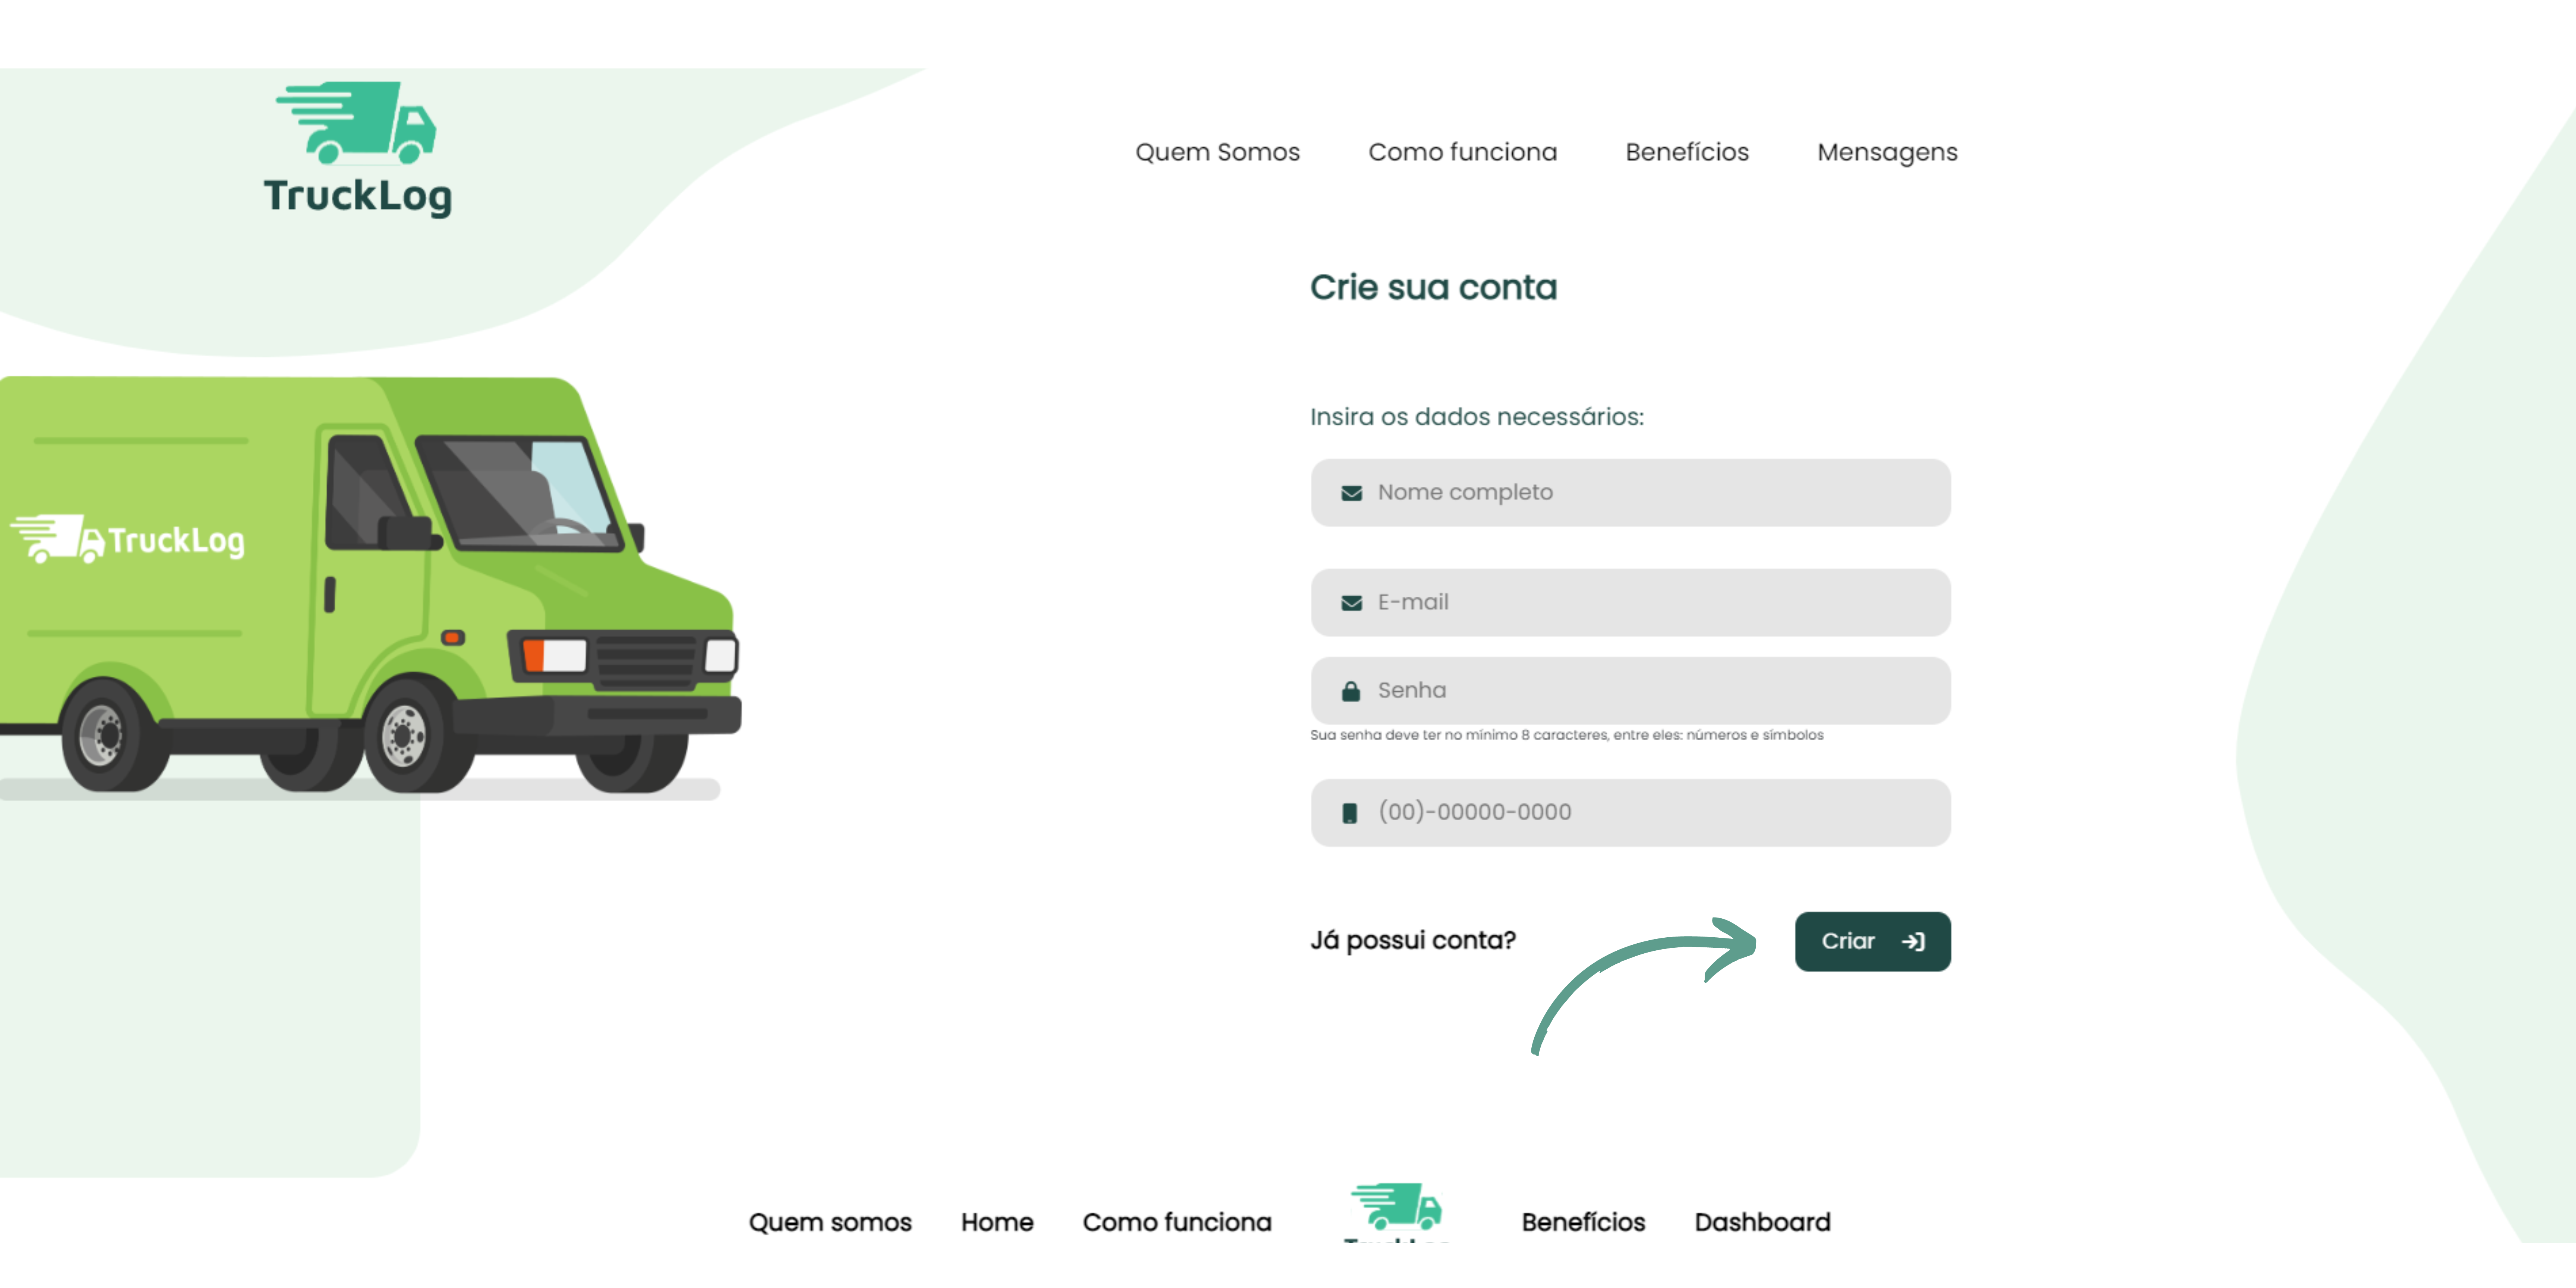 TruckLog
Quem Somos Como funciona Benefícios Mensagens
Crie sua conta
Insira os dados necessários:
Nome completo
TruckLog
E-mail
Senha
Sua senha deve ter no mínimo 8 caracteres, entre eles: números e símbolos
(00)-00000-0000
Já possui conta?
Criar
Quem somos Home Como funciona Benefícios Dashboard